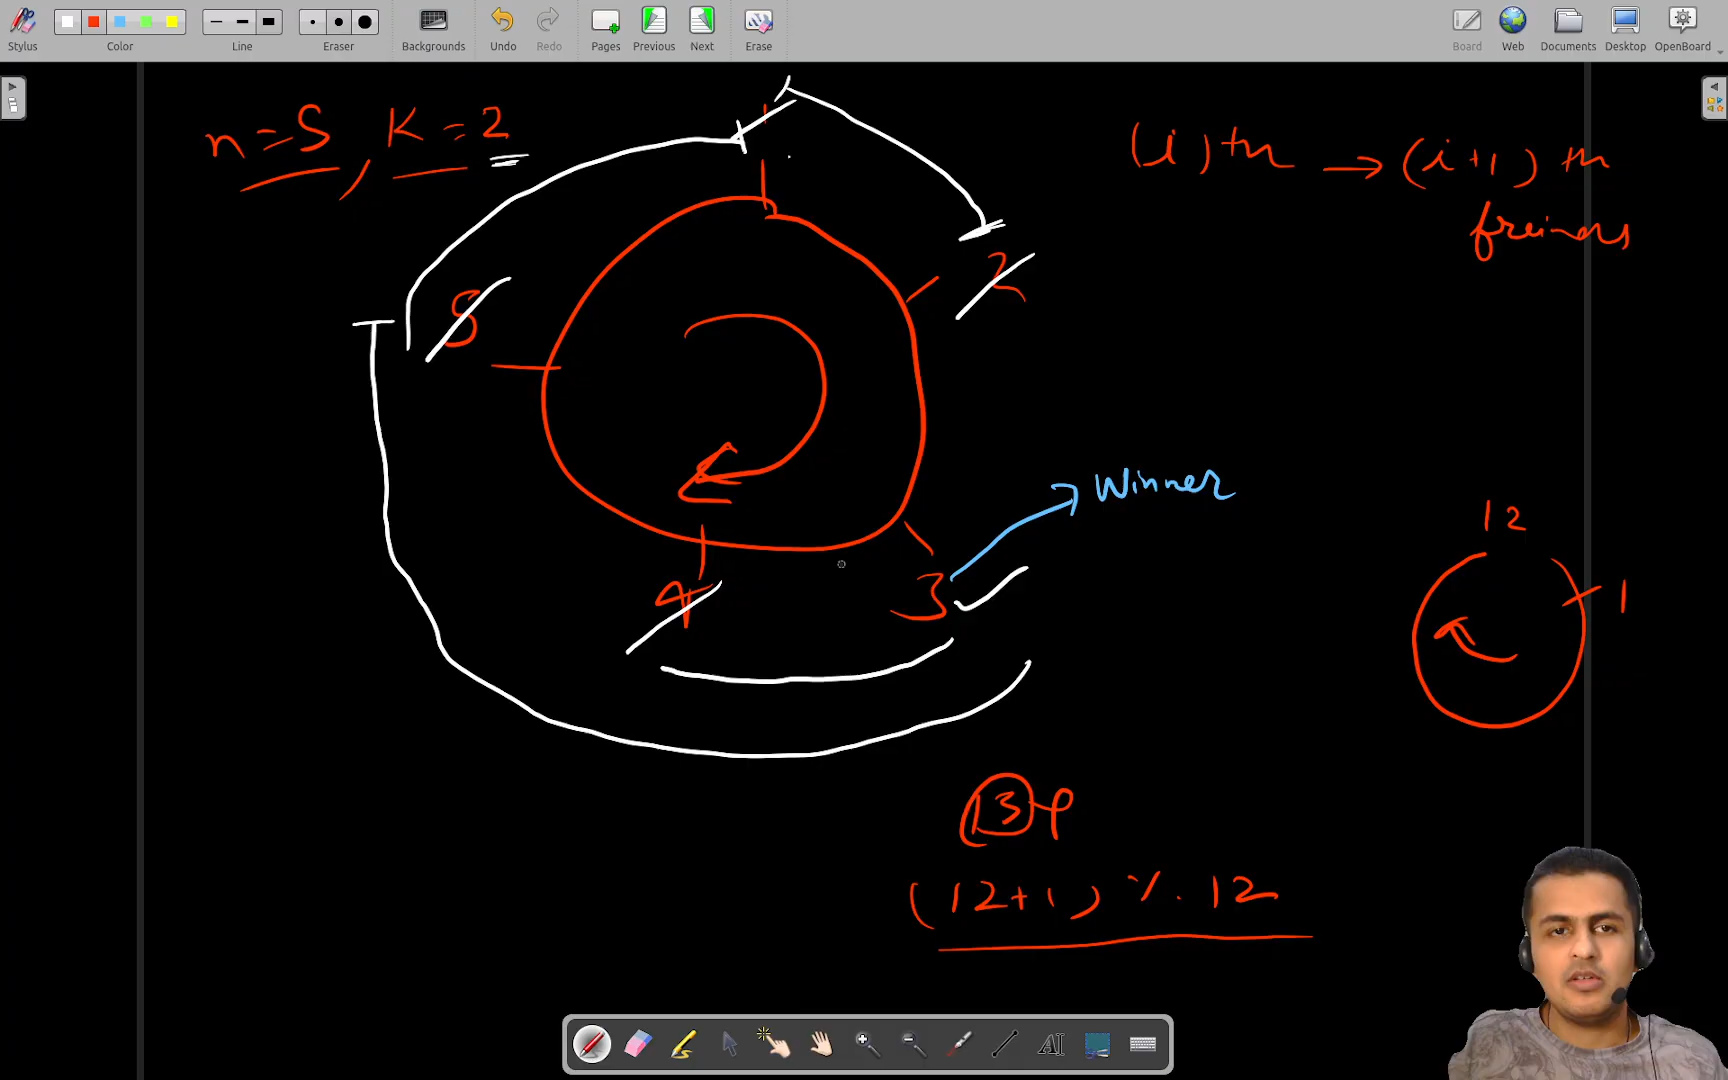 Stylus
Color
Line
Eraser
Backgrounds
Undo
Redo
Pages
Previous
Next
Erase
Board
Web
Documents
Desktop
OpenBoard
n=5, K=2
(i)th → (i+1) th
1
2
5
Winner
4
3
12
1
13 P
(12+1) % 12
AI